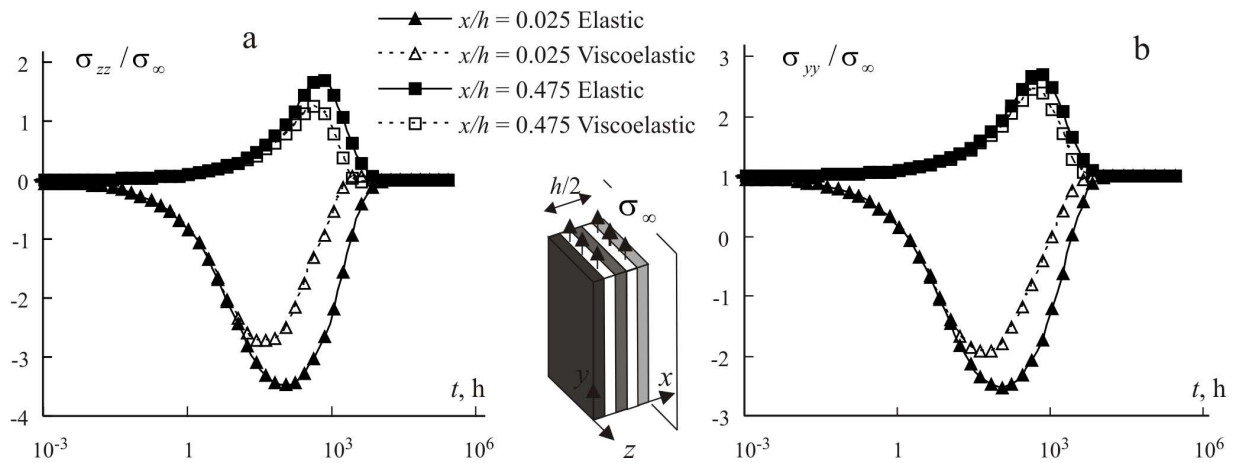 a
σzz / σ∞
2
1
0
-1
-2
-3
-4
10⁻³
1
10³
10⁶
t, h
x/h = 0.025 Elastic
x/h = 0.025 Viscoelastic
x/h = 0.475 Elastic
x/h = 0.475 Viscoelastic
h/2
σ∞
y
x
z
b
σyy / σ∞
3
2
1
0
-1
-2
-3
10⁻³
1
10³
10⁶
t, h